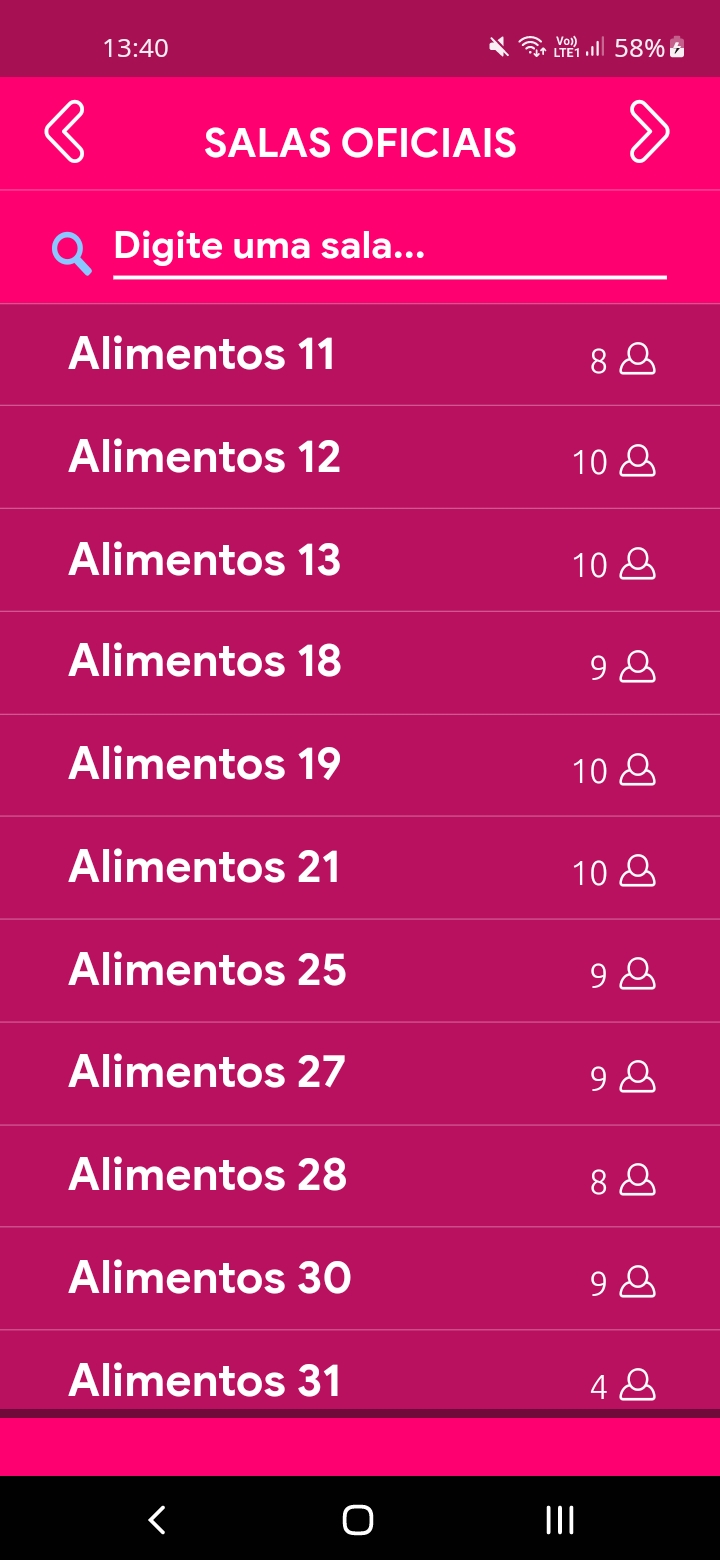 13:40 Vo)) LTE1 58%
SALAS OFICIAIS
Digite uma sala...
Alimentos 11 8
Alimentos 12 10
Alimentos 13 10
Alimentos 18 9
Alimentos 19 10
Alimentos 21 10
Alimentos 25 9
Alimentos 27 9
Alimentos 28 8
Alimentos 30 9
Alimentos 31 4